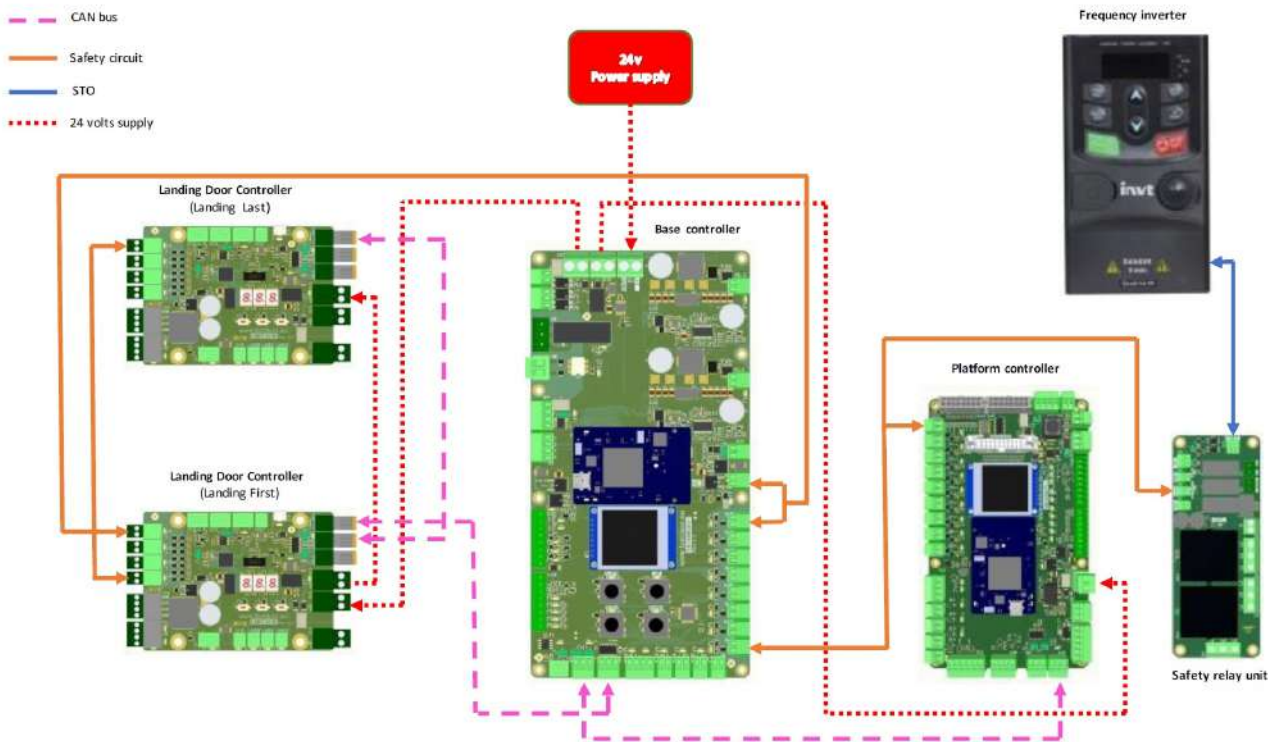 CAN bus
Safety circuit
STO
24 volts supply
24v
Power supply
Frequency inverter
invt
Landing Door Controller
(Landing Last)
Base controller
Platform controller
Landing Door Controller
(Landing First)
Safety relay unit